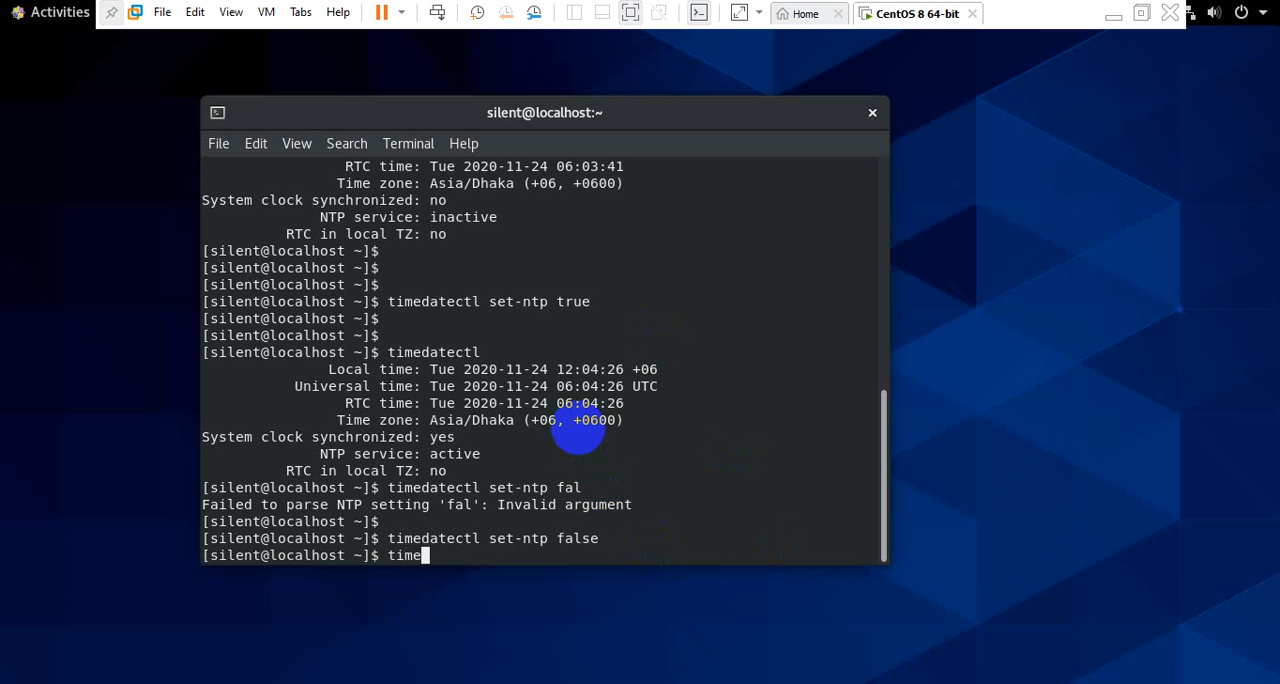 Activities File Edit View VM Tabs Help Home CentOS 8 64-bit
silent@localhost:~
File Edit View Search Terminal Help
RTC time: Tue 2020-11-24 06:03:41
Time zone: Asia/Dhaka (+06, +0600)
System clock synchronized: no
NTP service: inactive
RTC in local TZ: no
[silent@localhost ~]$
[silent@localhost ~]$
[silent@localhost ~]$
[silent@localhost ~]$ timedatectl set-ntp true
[silent@localhost ~]$
[silent@localhost ~]$
[silent@localhost ~]$ timedatectl
Local time: Tue 2020-11-24 12:04:26 +06
Universal time: Tue 2020-11-24 06:04:26 UTC
RTC time: Tue 2020-11-24 06:04:26
Time zone: Asia/Dhaka (+06, +0600)
System clock synchronized: yes
NTP service: active
RTC in local TZ: no
[silent@localhost ~]$ timedatectl set-ntp fal
Failed to parse NTP setting 'fal': Invalid argument
[silent@localhost ~]$
[silent@localhost ~]$ timedatectl set-ntp false
[silent@localhost ~]$ time